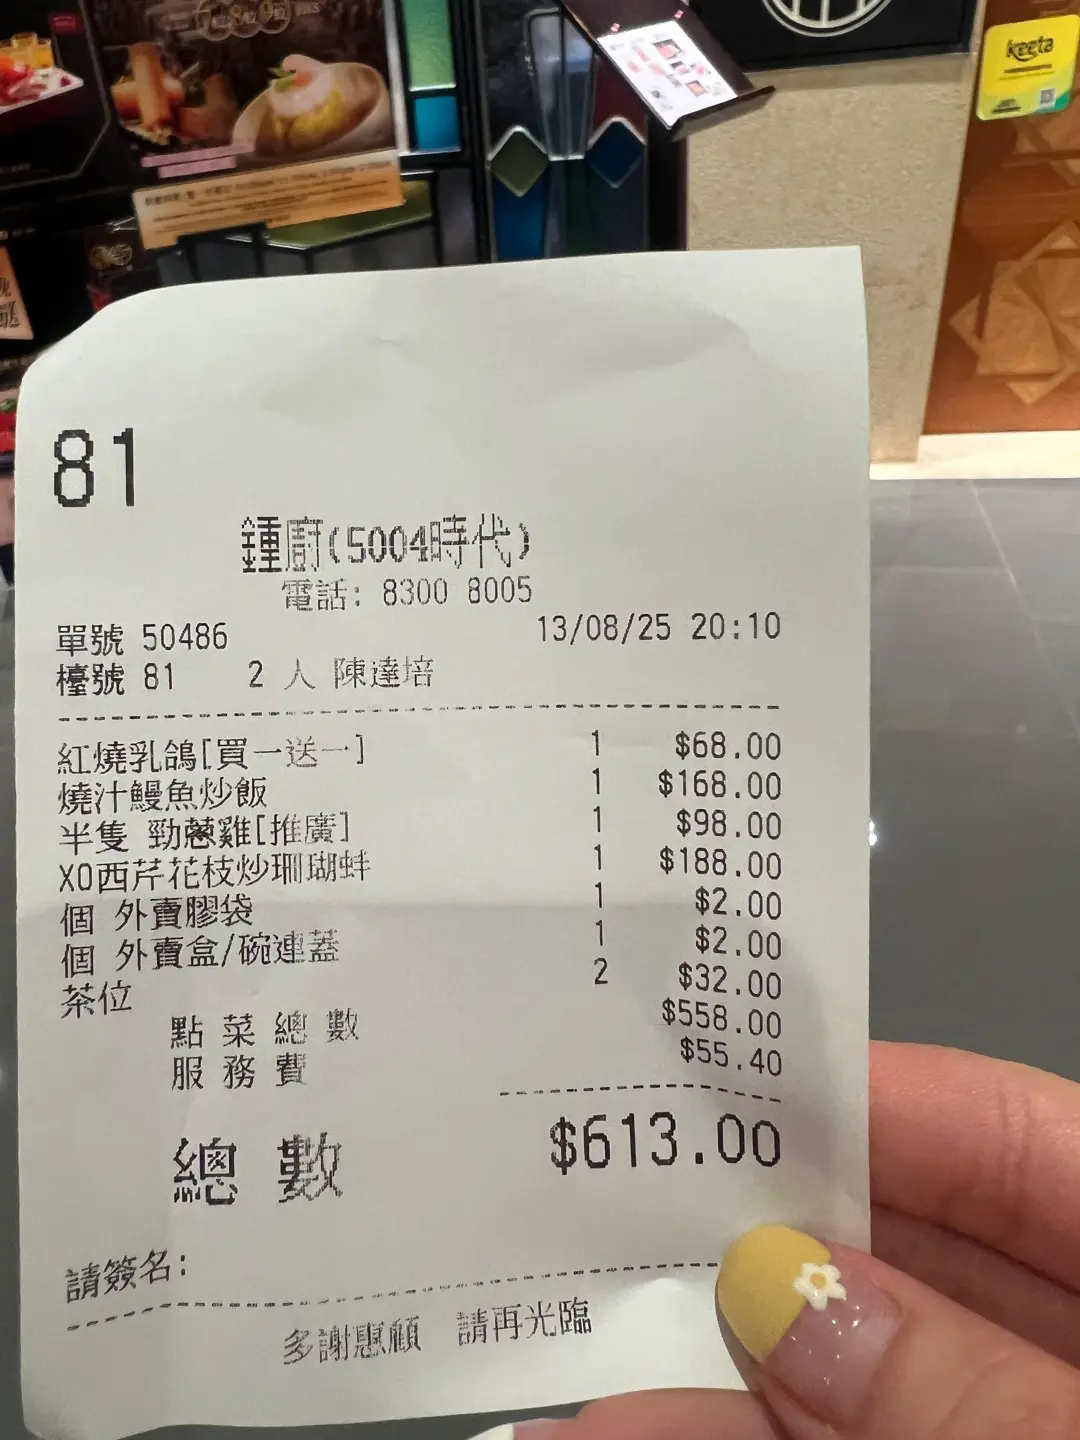 keeta
81
鍾廚(5004時代)
電話: 8300 8005
單號 50486 13/08/25 20:10
檯號 81 2 人 陳達培
紅燒乳鴿[買一送一] 1 $68.00
燒汁鰻魚炒飯 1 $168.00
半隻 勁蔥雞[推廣] 1 $98.00
XO西芹花枝炒珊瑚蚌 1 $188.00
個 外賣膠袋 1 $2.00
個 外賣盒/碗連蓋 1 $2.00
茶位 2 $32.00
點菜總數 $558.00
服務費 $55.40
總數 $613.00
請簽名:
多謝惠顧 請再光臨